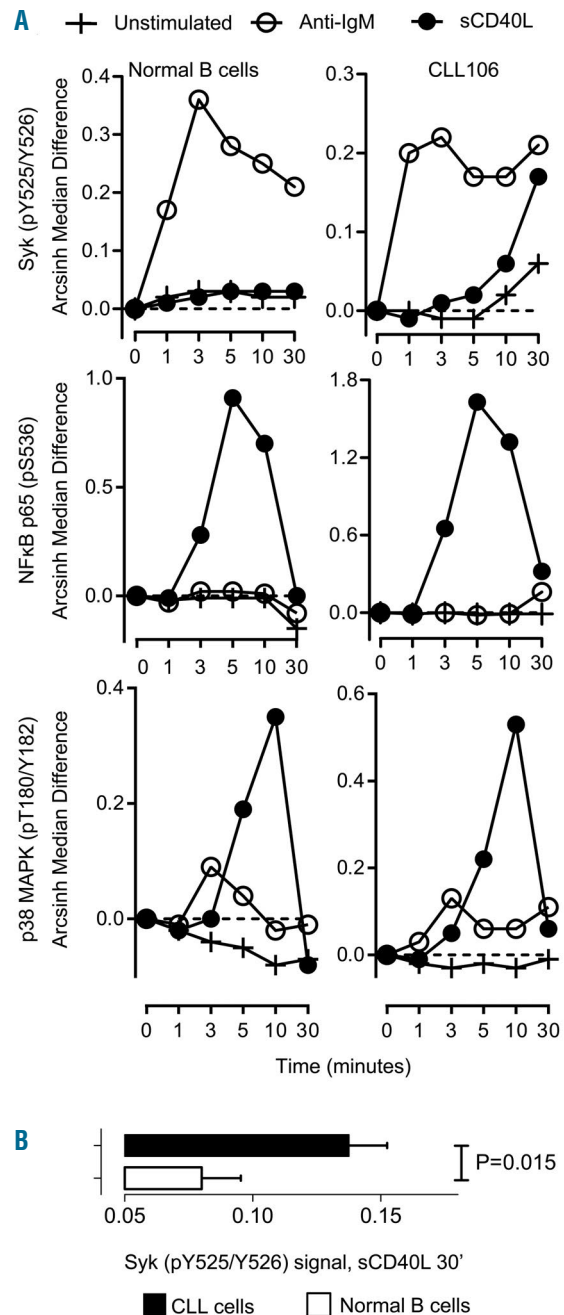 A
Unstimulated Anti-IgM sCD40L
Normal B cells CLL106
Syk (pY525/Y526)
Arcsinh Median Difference
0.4
0.3
0.2
0.1
0.0
0 1 3 5 10 30
0.3
0.2
0.1
0.0
0 1 3 5 10 30
NFκB p65 (pS536)
Arcsinh Median Difference
1.0
0.5
0.0
0 1 3 5 10 30
1.8
1.2
0.6
0.0
0 1 3 5 10 30
p38 MAPK (pT180/Y182)
Arcsinh Median Difference
0.4
0.2
0.0
0 1 3 5 10 30
0.6
0.4
0.2
0.0
0 1 3 5 10 30
Time (minutes)
B
P=0.015
0.05 0.10 0.15
Syk (pY525/Y526) signal, sCD40L 30’
CLL cells Normal B cells